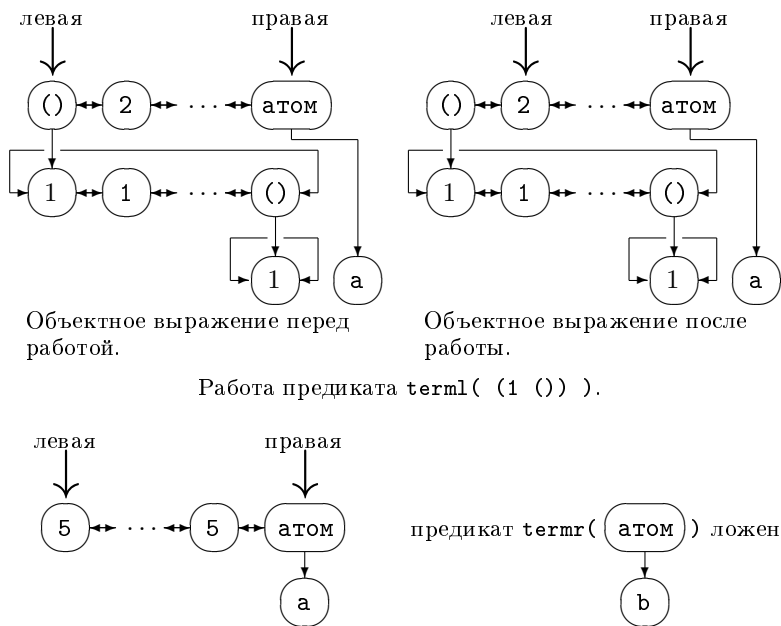 левая правая левая правая
() 2 ... атом () 2 ... атом
1 1 ... () 1 1 ... ()
1 a 1 a
Объектное выражение перед Объектное выражение после
работой. работы.
Работа предиката terml( (1 ()) ).
левая правая
5 ... 5 атом предикат termr( атом ) ложен
a b